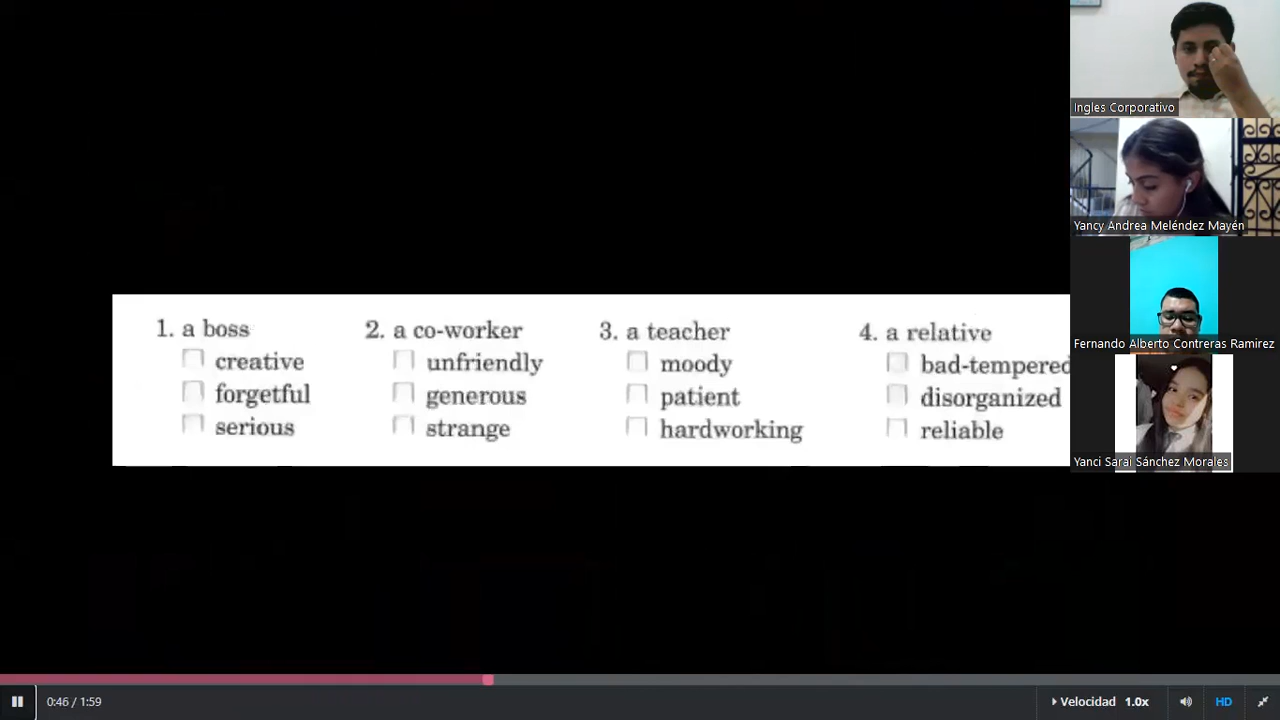 Ingles Corporativo
Yancy Andrea Meléndez Mayén
Fernando Alberto Contreras Ramirez
Yanci Sarai Sánchez Morales
1. a boss
creative
forgetful
serious
2. a co-worker
unfriendly
generous
strange
3. a teacher
moody
patient
hardworking
4. a relative
bad-tempered
disorganized
reliable
0:46 / 1:59
Velocidad 1.0x
HD